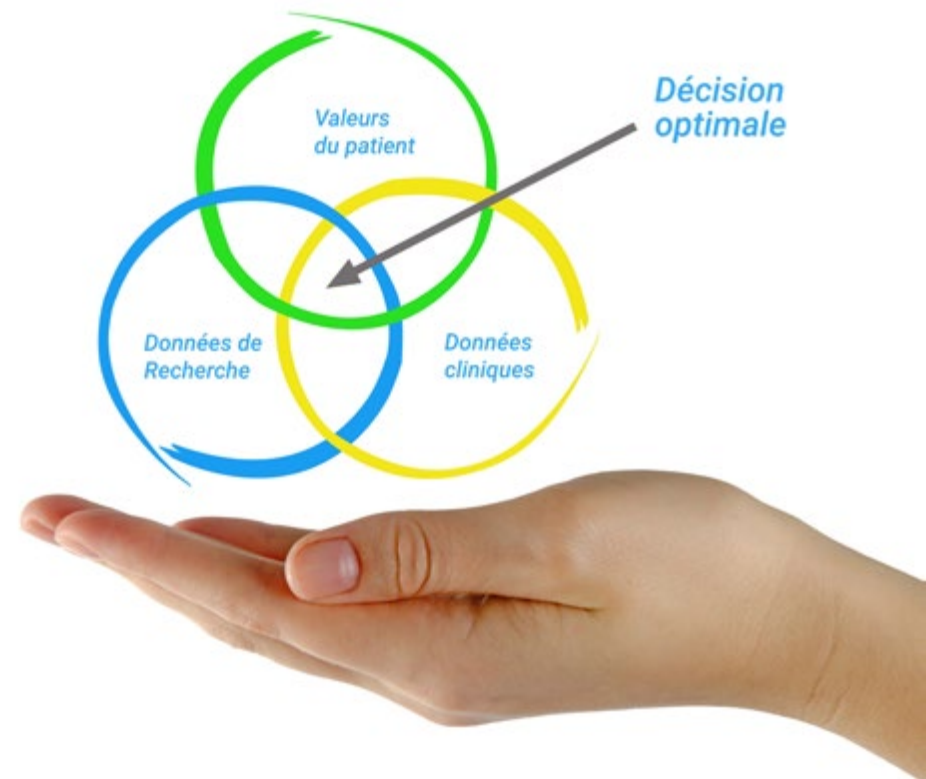 Valeurs
du patient
Décision
optimale
Données de
Recherche
Données
cliniques